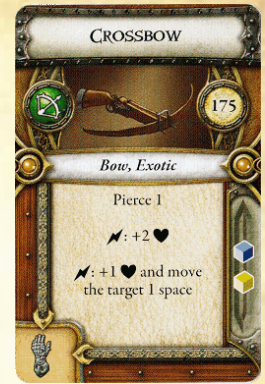 CROSSBOW
175
Bow, Exotic
Pierce 1
: +2
: +1 and move
the target 1 space